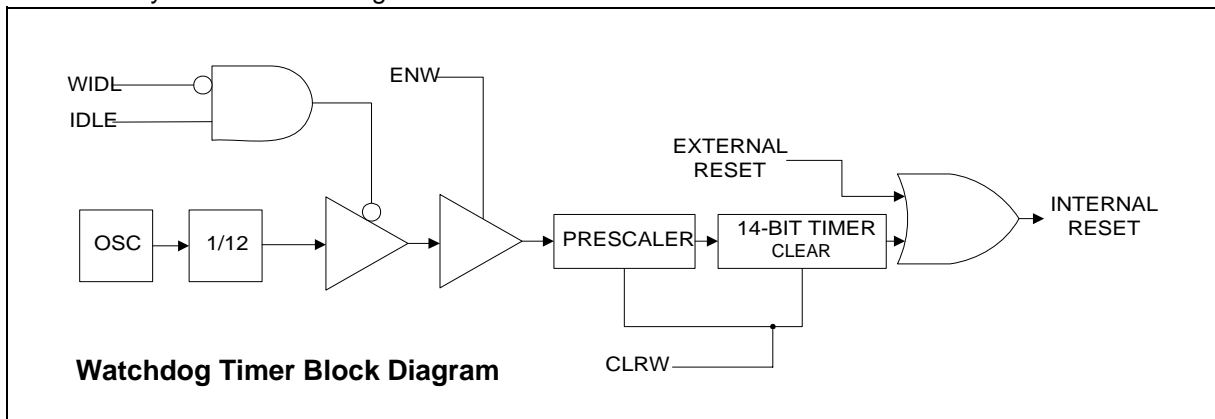 WIDL
IDLE
ENW
EXTERNAL
RESET
OSC
1/12
PRESCALER
14-BIT TIMER
CLEAR
INTERNAL
RESET
CLRW
Watchdog Timer Block Diagram